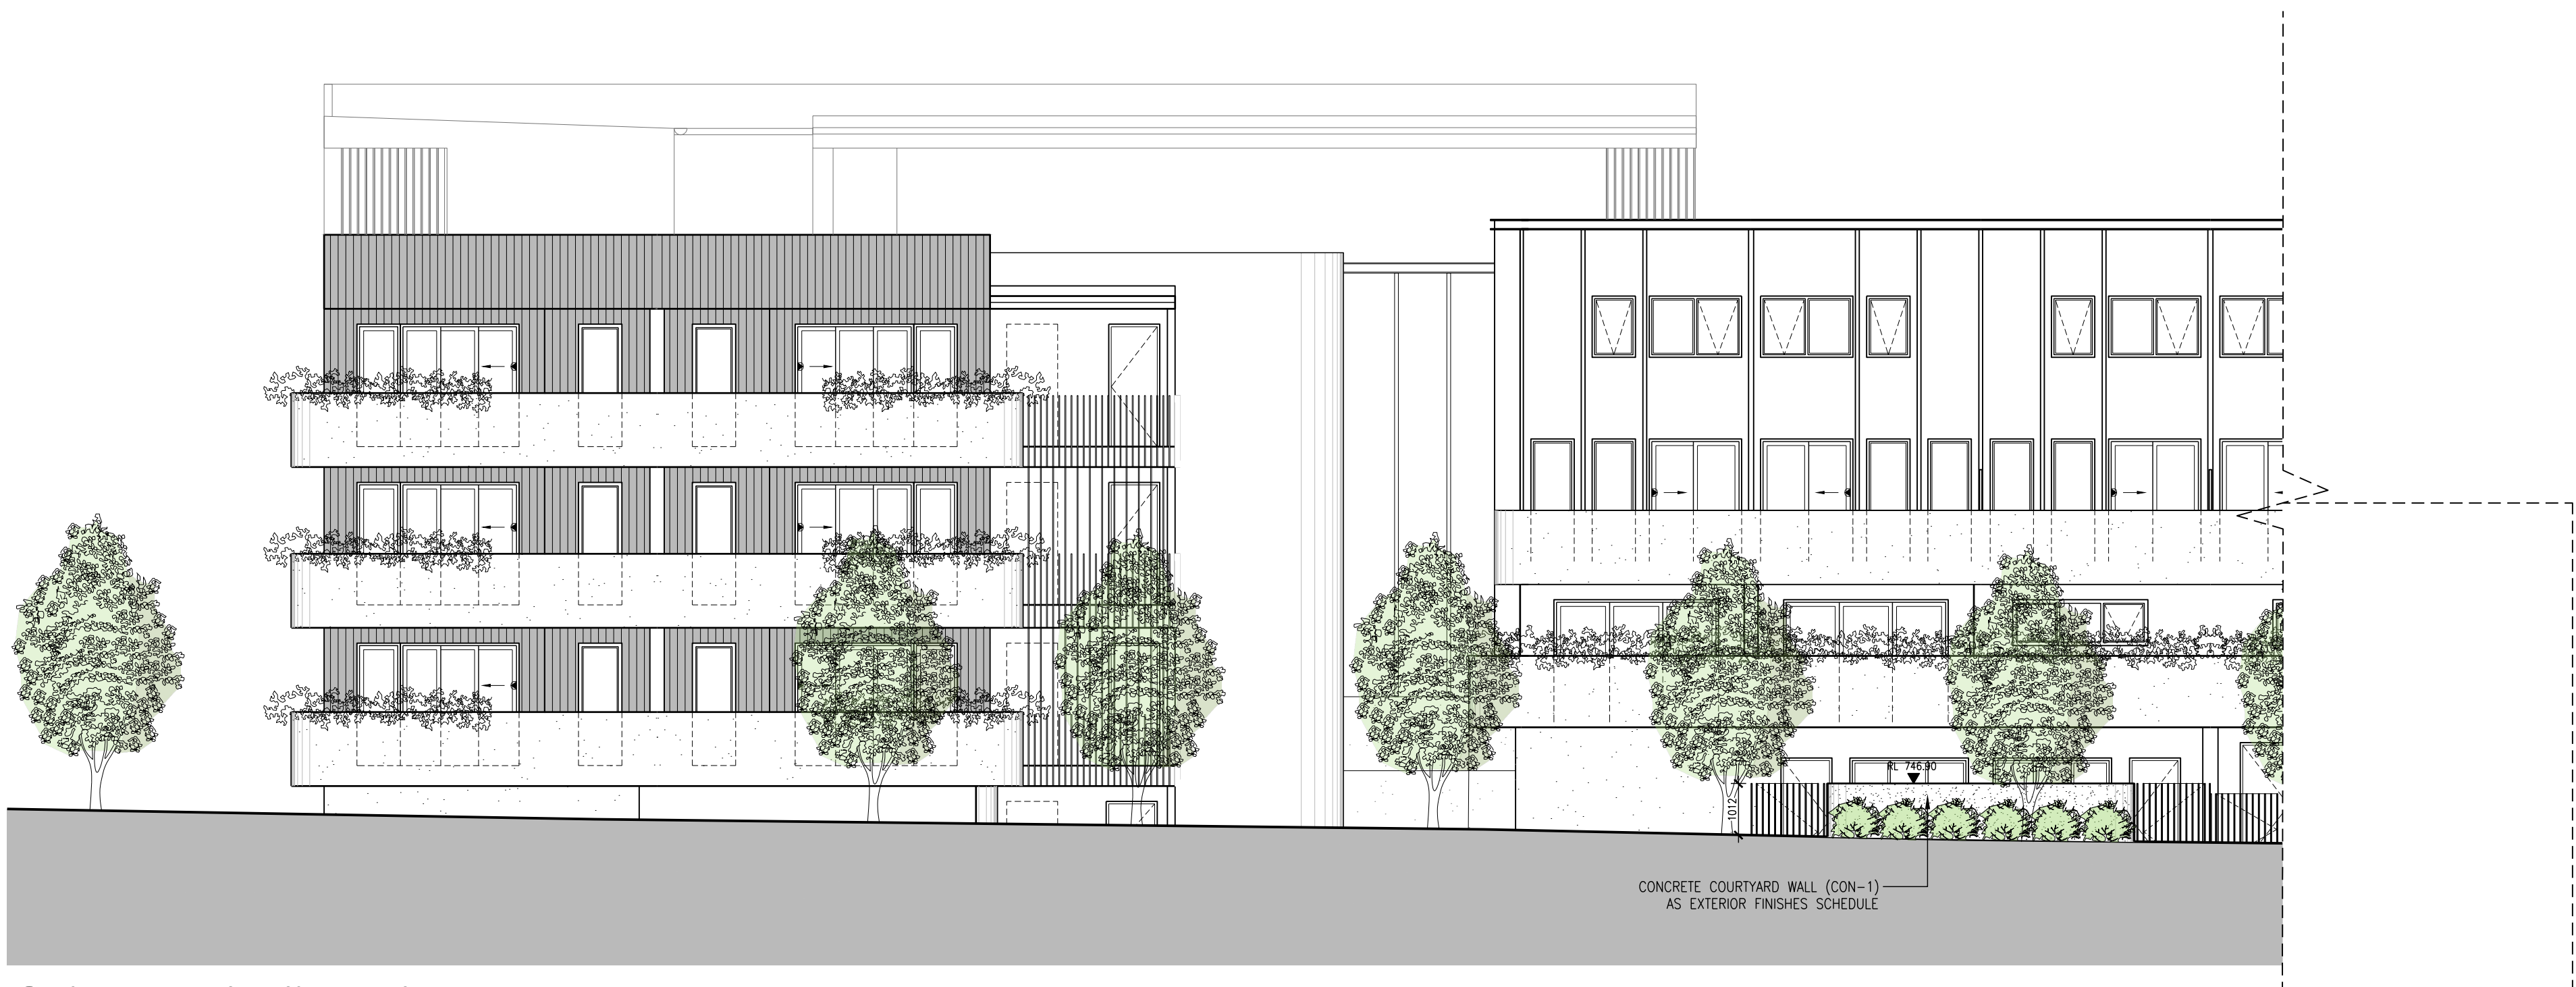 RL 746.90
1012
CONCRETE COURTYARD WALL (CON-1)
AS EXTERIOR FINISHES SCHEDULE